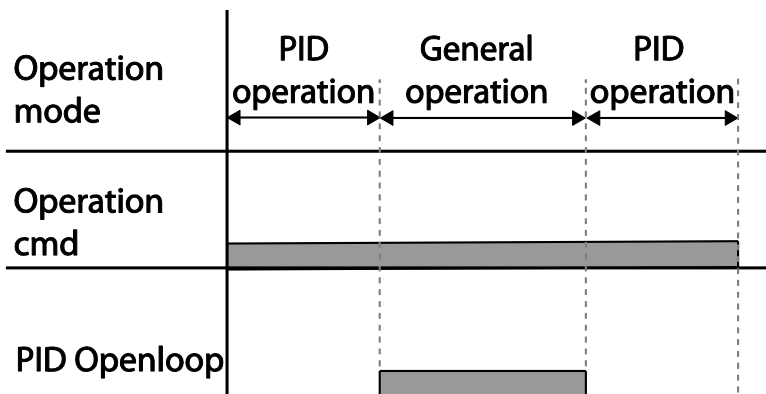 Operation
mode
PID
operation
General
operation
PID
operation
Operation
cmd
PID Openloop